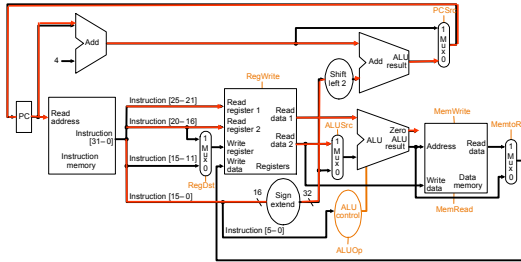 PCSrc
Add
4
Add ALU
result
1
Mux
0
Shift
left 2
RegWrite
PC
Read
address
Instruction
[31–0]
Instruction
memory
Instruction [25–21]
Instruction [20–16]
Instruction [15–11]
Instruction [15–0]
Instruction [5–0]
1
Mux
0
RegDst
Read
register 1
Read
register 2
Write
register
Write
data
Read
data 1
Read
data 2
Registers
ALUSrc
1
Mux
0
Zero
ALU
ALU
result
MemWrite
Address
Read
data
Write
data
Data
memory
MemRead
MemtoR
1
Mux
0
16
Sign
extend
32
ALU
control
ALUOp